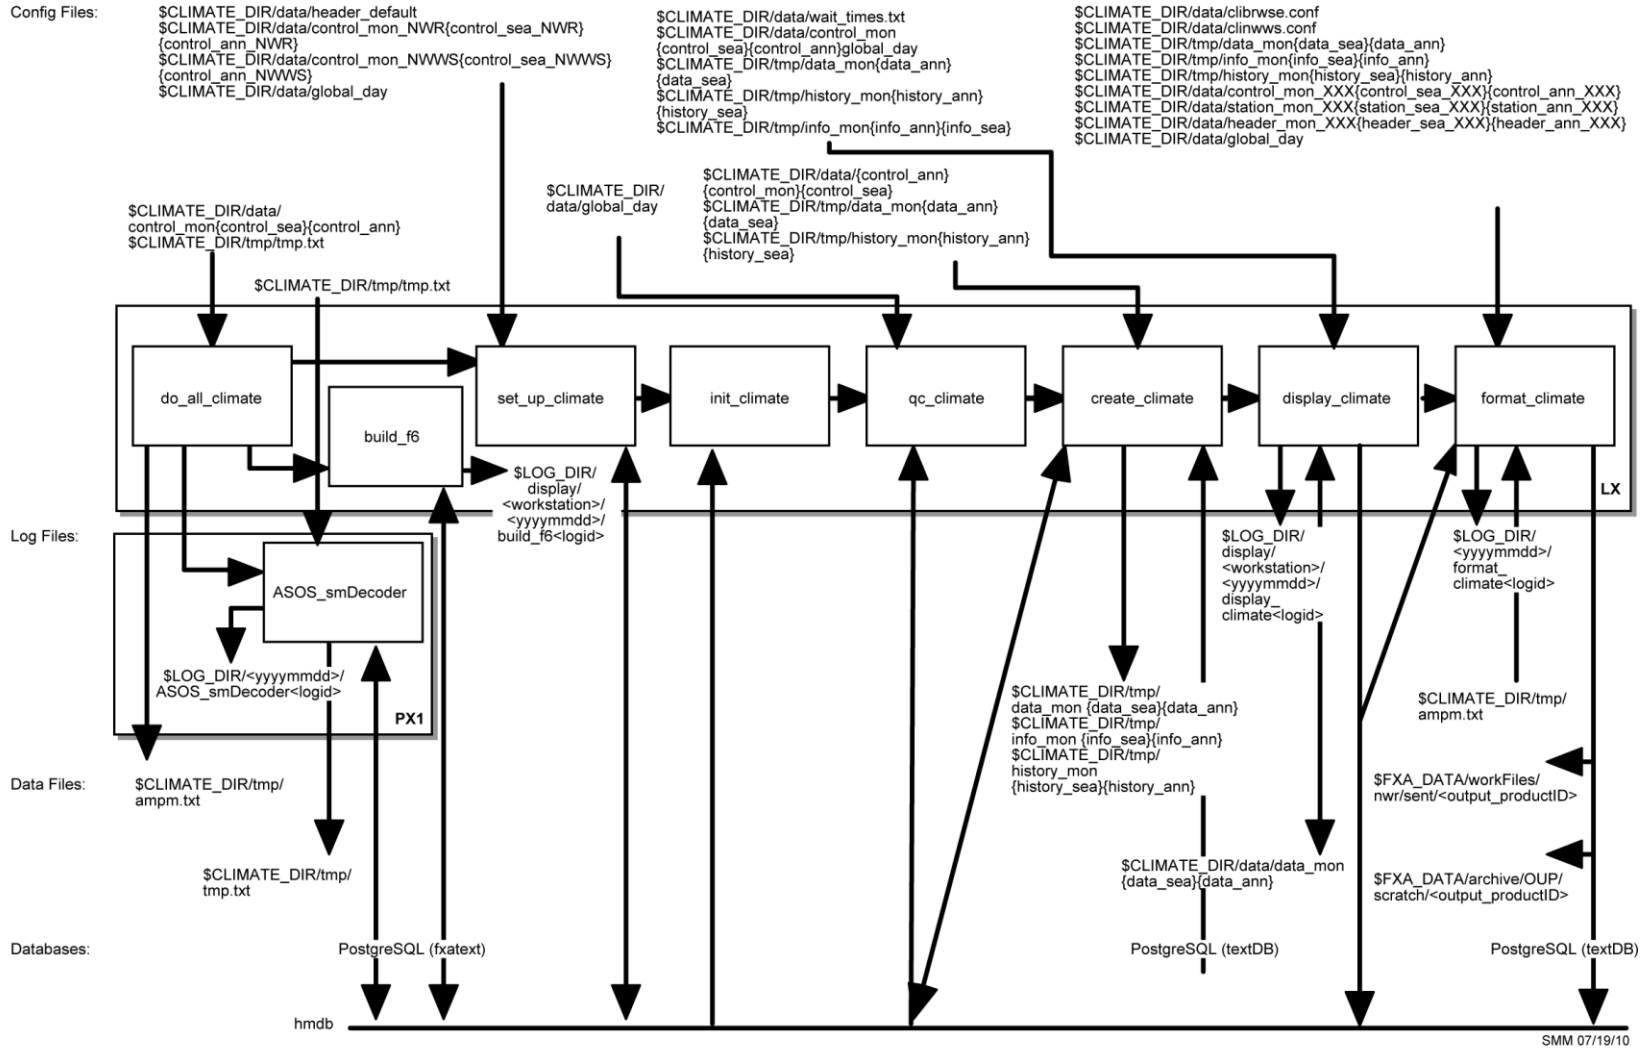 Config Files:
$CLIMATE_DIR/data/header_default
$CLIMATE_DIR/data/control_mon_NWR{control_sea_NWR}
{control_ann_NWR}
$CLIMATE_DIR/data/control_mon_NWWS{control_sea_NWWS}
{control_ann_NWWS}
$CLIMATE_DIR/data/global_day
$CLIMATE_DIR/data/wait_times.txt
$CLIMATE_DIR/data/control_mon
{control_sea}{control_ann}global_day
$CLIMATE_DIR/tmp/data_mon{data_ann}
{data_sea}
$CLIMATE_DIR/tmp/history_mon{history_ann}
{history_sea}
$CLIMATE_DIR/tmp/info_mon{info_ann}{info_sea}
$CLIMATE_DIR/data/clibrwse.conf
$CLIMATE_DIR/data/clinwws.conf
$CLIMATE_DIR/tmp/data_mon{data_sea}{data_ann}
$CLIMATE_DIR/tmp/info_mon{info_sea}{info_ann}
$CLIMATE_DIR/tmp/history_mon{history_sea}{history_ann}
$CLIMATE_DIR/data/control_mon_XXX{control_sea_XXX}{control_ann_XXX}
$CLIMATE_DIR/data/station_mon_XXX{station_sea_XXX}{station_ann_XXX}
$CLIMATE_DIR/data/header_mon_XXX{header_sea_XXX}{header_ann_XXX}
$CLIMATE_DIR/data/global_day
$CLIMATE_DIR/data/
control_mon{control_sea}{control_ann}
$CLIMATE_DIR/tmp/tmp.txt
$CLIMATE_DIR/
data/global_day
$CLIMATE_DIR/data/{control_ann}
{control_mon}{control_sea}
$CLIMATE_DIR/tmp/data_mon{data_ann}
{data_sea}
$CLIMATE_DIR/tmp/history_mon{history_ann}
{history_sea}
$CLIMATE_DIR/tmp/tmp.txt
do_all_climate
build_f6
set_up_climate
init_climate
qc_climate
create_climate
display_climate
format_climate
$LOG_DIR/
display/
<workstation>/
<yyyymmdd>/
build_f6<logid>
LX
Log Files:
ASOS_smDecoder
$LOG_DIR/<yyyymmdd>/
ASOS_smDecoder<logid>
PX1
$LOG_DIR/
display/
<workstation>/
<yyyymmdd>/
display_
climate<logid>
$LOG_DIR/
<yyyymmdd>/
format_
climate<logid>
$CLIMATE_DIR/tmp/
data_mon {data_sea}{data_ann}
$CLIMATE_DIR/tmp/
info_mon {info_sea}{info_ann}
$CLIMATE_DIR/tmp/
history_mon
{history_sea}{history_ann}
$CLIMATE_DIR/tmp/
ampm.txt
Data Files:
$CLIMATE_DIR/tmp/
ampm.txt
$FXA_DATA/workFiles/
nwr/sent/<output_productID>
$CLIMATE_DIR/tmp/
tmp.txt
$CLIMATE_DIR/data/data_mon
{data_sea}{data_ann}
$FXA_DATA/archive/OUP/
scratch/<output_productID>
Databases:
PostgreSQL (fxatext)
PostgreSQL (textDB)
PostgreSQL (textDB)
hmdb
SMM 07/19/10